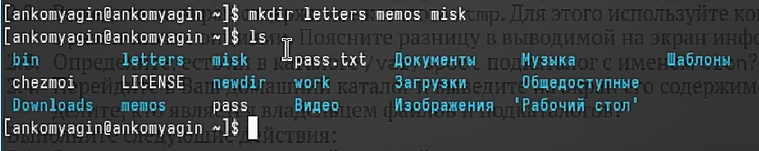 [ankomyagin@ankomyagin ~]$ mkdir letters memos misk
[ankomyagin@ankomyagin ~]$ ls
bin letters misk pass.txt Документы Музыка Шаблоны
chezmoi LICENSE newdir work Загрузки Общедоступные
Downloads memos pass Видео Изображения 'Рабочий стол'
[ankomyagin@ankomyagin ~]$